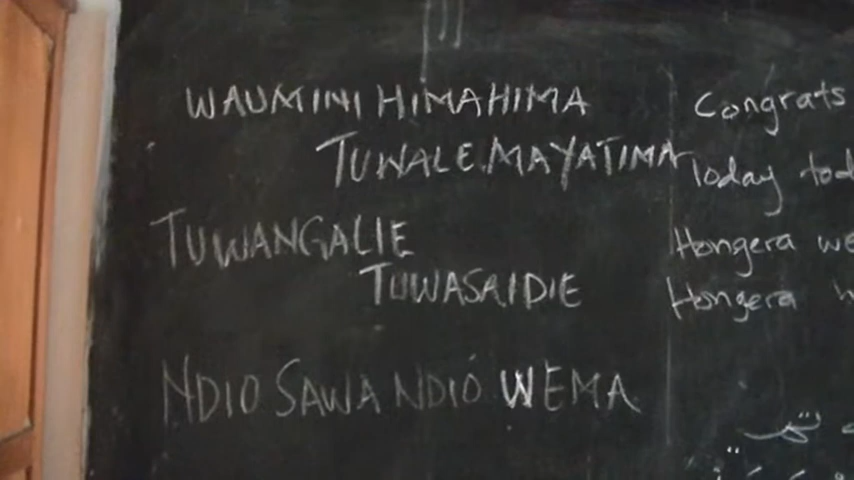 WAUMINI HIMAHIMA
TUWALE MAYATIMA
TUWANGALIE
TUWASAIDIE
NDIO SAWA NDIO WEMA
Congrats
Today
Hongera
Hongera